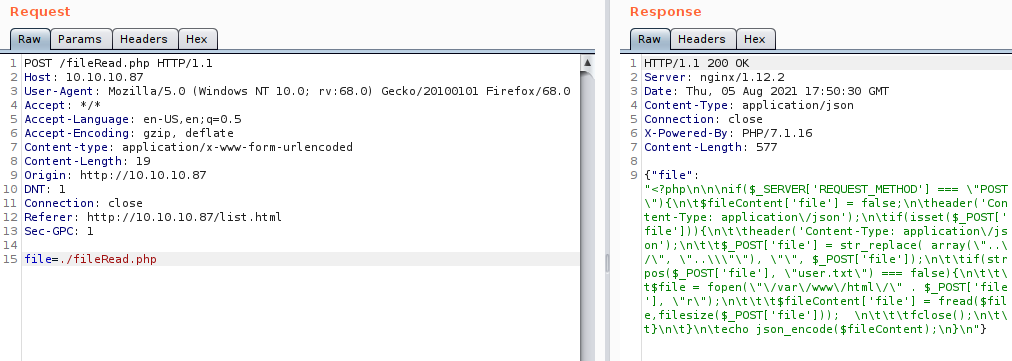 Request
Raw Params Headers Hex
1 POST /fileRead.php HTTP/1.1
2 Host: 10.10.10.87
3 User-Agent: Mozilla/5.0 (Windows NT 10.0; rv:68.0) Gecko/20100101 Firefox/68.0
4 Accept: */*
5 Accept-Language: en-US,en;q=0.5
6 Accept-Encoding: gzip, deflate
7 Content-type: application/x-www-form-urlencoded
8 Content-Length: 19
9 Origin: http://10.10.10.87
10 DNT: 1
11 Connection: close
12 Referer: http://10.10.10.87/list.html
13 Sec-GPC: 1
14
15 file=./fileRead.php
Response
Raw Headers Hex
1 HTTP/1.1 200 OK
2 Server: nginx/1.12.2
3 Date: Thu, 05 Aug 2021 17:50:30 GMT
4 Content-Type: application/json
5 Connection: close
6 X-Powered-By: PHP/7.1.16
7 Content-Length: 577
8
9 {"file":
"<?php\n\n\nif($_SERVER['REQUEST_METHOD'] === \"POST
\"){\n\t$fileContent['file'] = false;\n\theader('Con
tent-Type: application\/json');\n\tif(isset($_POST['
file'])){\n\t\theader('Content-Type: application\/js
on');\n\t\t$_POST['file'] = str_replace( array(\"..\
/\", \"..\\\"\"), \"\", $_POST['file']);\n\t\tif(str
pos($_POST['file'], \"user.txt\") === false){\n\t\t\
t$file = fopen(\"\/var\/www\/html\/\" . $_POST['file
'], \"r\");\n\t\t\t$fileContent['file'] = fread($fil
e,filesize($_POST['file']));  \n\t\t\tfclose();\n\t\
t}\n\t}\n\techo json_encode($fileContent);\n}\n"}